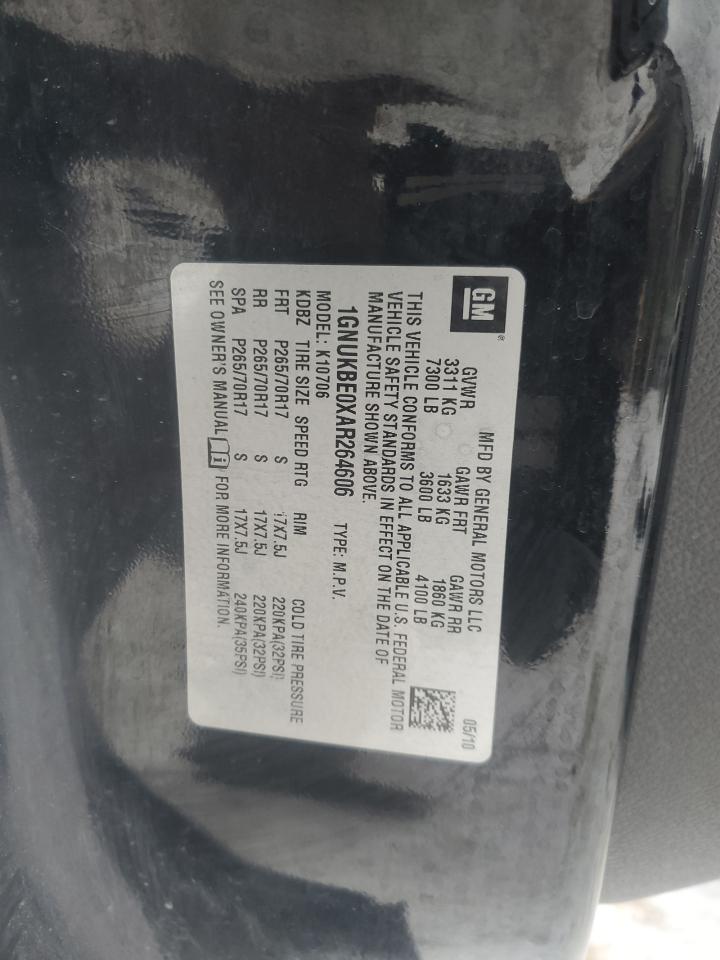 GM®
MFD BY GENERAL MOTORS LLC 05/10
GVWR GAWR FRT GAWR RR
3311 KG 1633 KG 1860 KG
7300 LB 3600 LB 4100 LB
THIS VEHICLE CONFORMS TO ALL APPLICABLE U.S. FEDERAL MOTOR
VEHICLE SAFETY STANDARDS IN EFFECT ON THE DATE OF
MANUFACTURE SHOWN ABOVE.
1GNUKBE0XAR264606 TYPE: M.P.V.
MODEL: K10706
KDBZ TIRE SIZE SPEED RTG RIM COLD TIRE PRESSURE
FRT P265/70R17 S 17X7.5J 220KPA(32PSI)
RR P265/70R17 S 17X7.5J 220KPA(32PSI)
SPA P265/70R17 S 17X7.5J 240KPA(35PSI)
SEE OWNER'S MANUAL i FOR MORE INFORMATION.